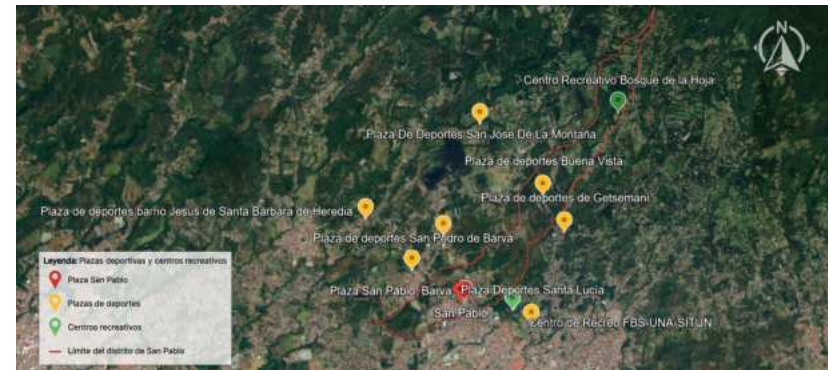 N
Centro Recreativo Bosque de la Hoja
Plaza De Deportes San Jose De La Montaña
Plaza de deportes Buena Vista
Plaza de deportes de Getsemaní
Plaza de deportes barrio Jesus de Santa Bárbara de Heredia
Plaza de deportes San Pedro de Barva
Plaza San Pablo, Barva
Plaza Deportes Santa Lucía
San Pablo
Centro de Recreo FBS-UNA-SITUN
Leyenda: Plazas deportivas y centros recreativos
Plaza San Pablo
Plazas de deportes
Centros recreativos
Límite del distrito de San Pablo